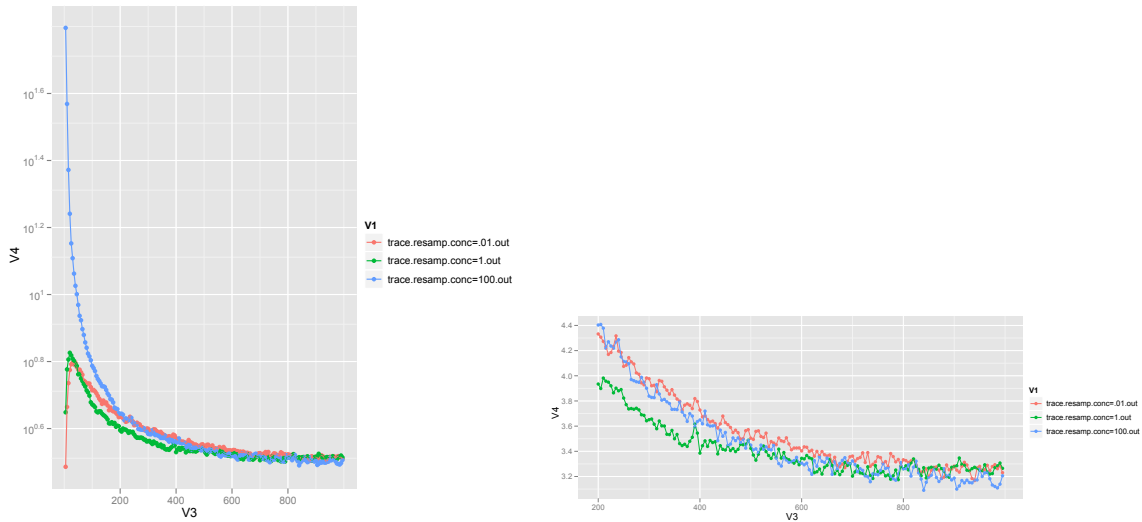 V4
10^1.6
10^1.4
10^1.2
10^1
10^0.8
10^0.6
200
400
600
800
V3
V1
trace.resamp.conc=.01.out
trace.resamp.conc=1.out
trace.resamp.conc=100.out
V4
4.4
4.2
4.0
3.8
3.6
3.4
3.2
200
400
600
800
V3
V1
trace.resamp.conc=.01.out
trace.resamp.conc=1.out
trace.resamp.conc=100.out